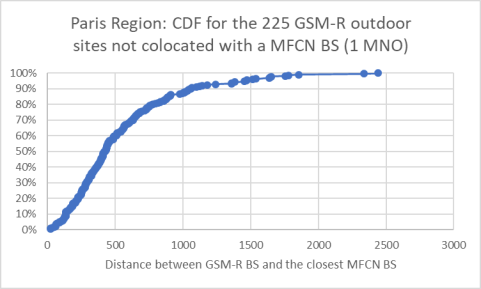 Paris Region: CDF for the 225 GSM-R outdoor
sites not colocated with a MFCN BS (1 MNO)
100%
90%
80%
70%
60%
50%
40%
30%
20%
10%
0%
0 500 1000 1500 2000 2500 3000
Distance between GSM-R BS and the closest MFCN BS